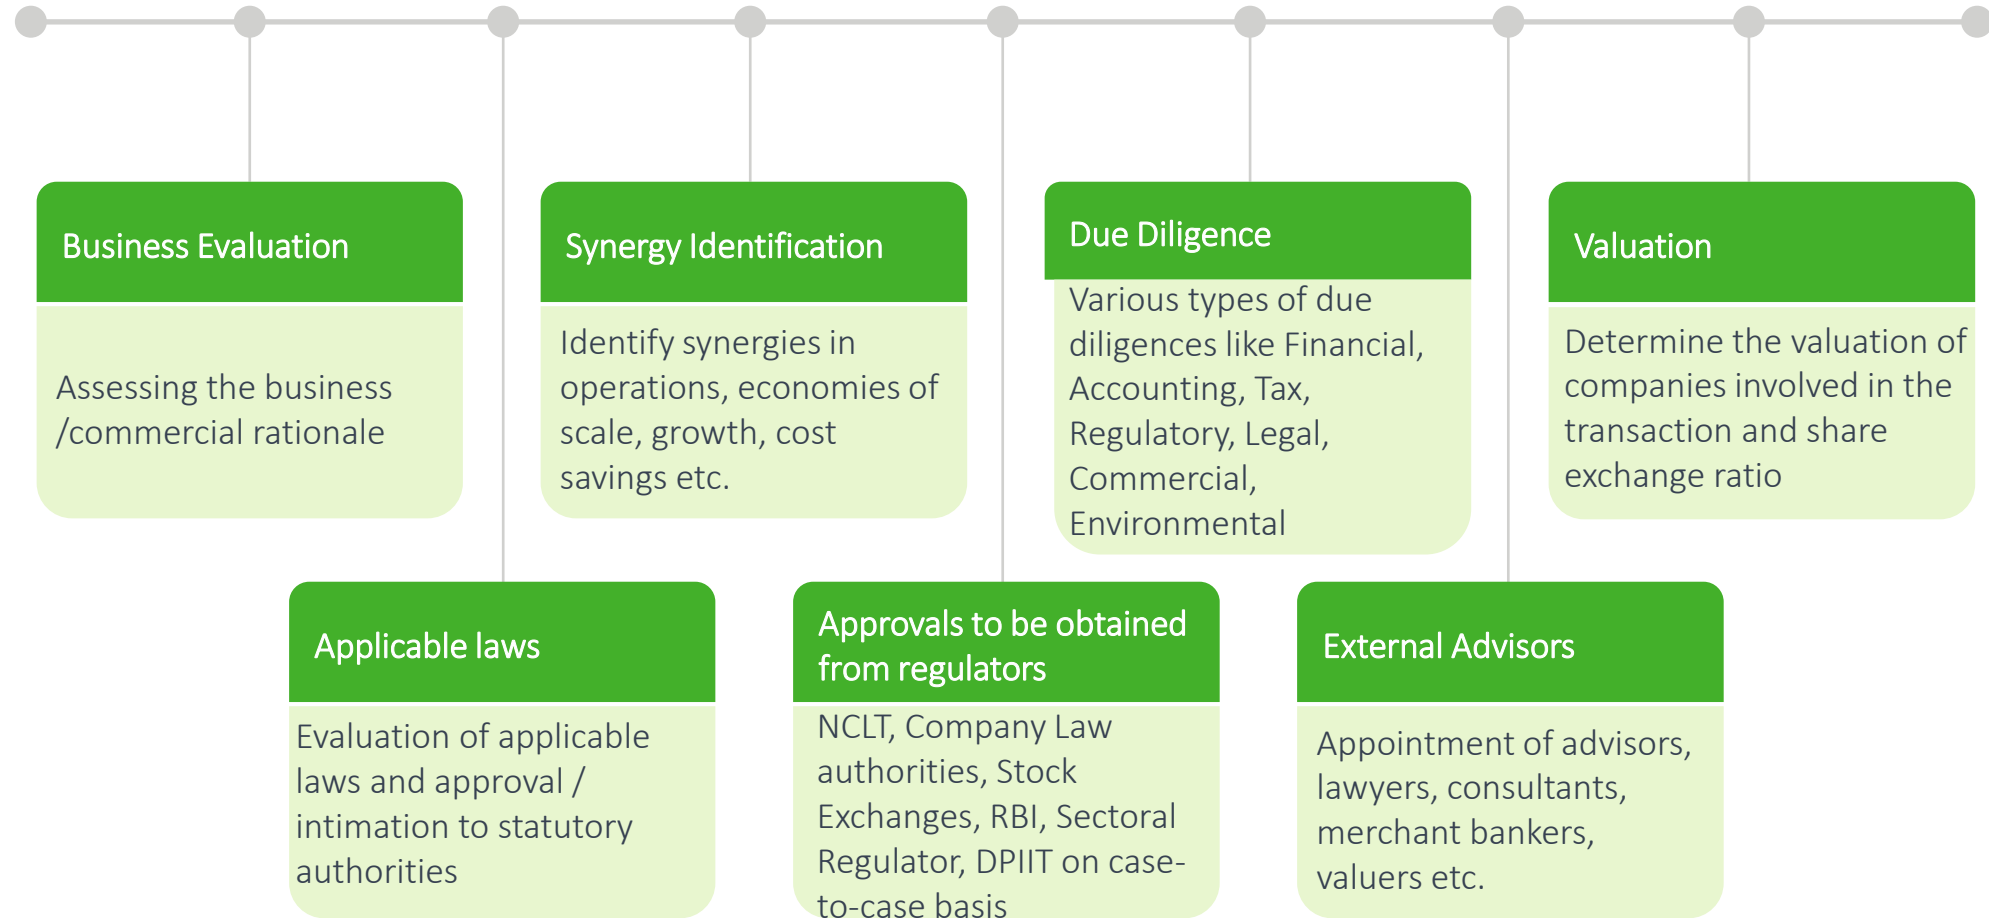 Business Evaluation
Assessing the business
/commercial rationale
Synergy Identification
Identify synergies in
operations, economies of
scale, growth, cost
savings etc.
Due Diligence
Various types of due
diligences like Financial,
Accounting, Tax,
Regulatory, Legal,
Commercial,
Environmental
Valuation
Determine the valuation of
companies involved in the
transaction and share
exchange ratio
Applicable laws
Evaluation of applicable
laws and approval /
intimation to statutory
authorities
Approvals to be obtained
from regulators
NCLT, Company Law
authorities, Stock
Exchanges, RBI, Sectoral
Regulator, DPIIT on case-
to-case basis
External Advisors
Appointment of advisors,
lawyers, consultants,
merchant bankers,
valuers etc.